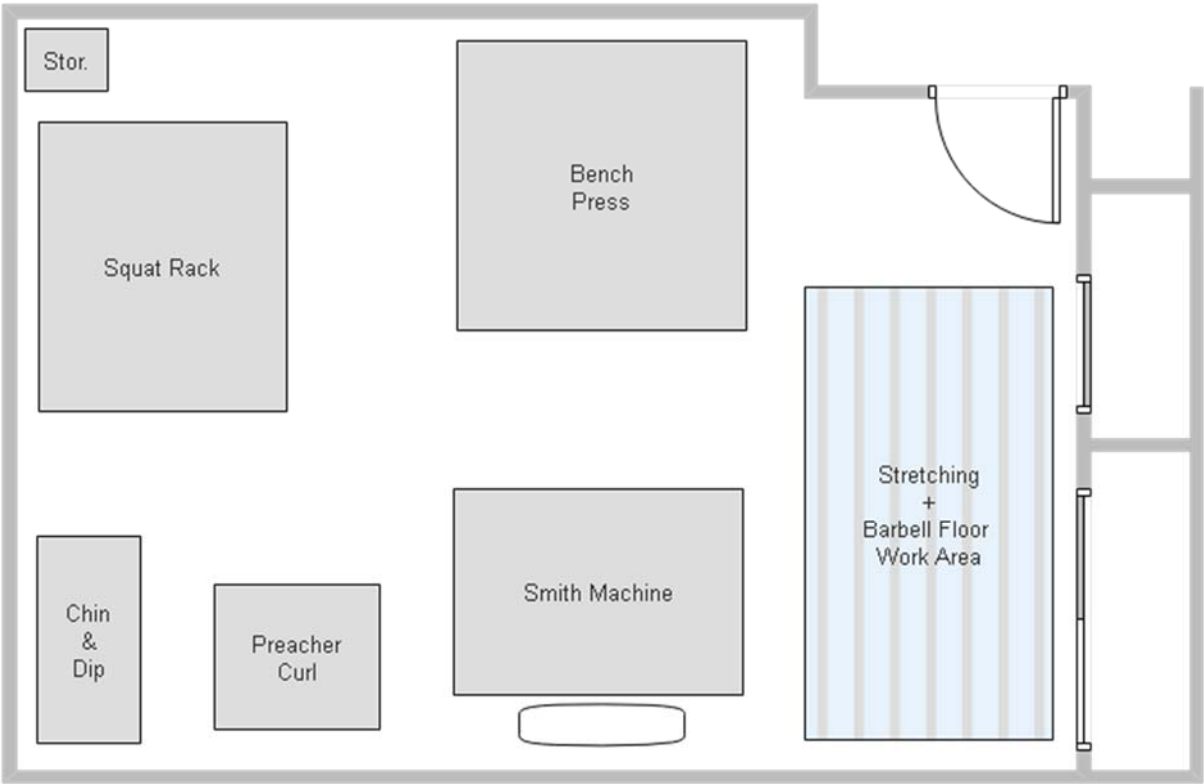 Stor.
Bench
Press
Squat Rack
Stretching
+
Barbell Floor
Work Area
Smith Machine
Chin
&
Dip
Preacher
Curl